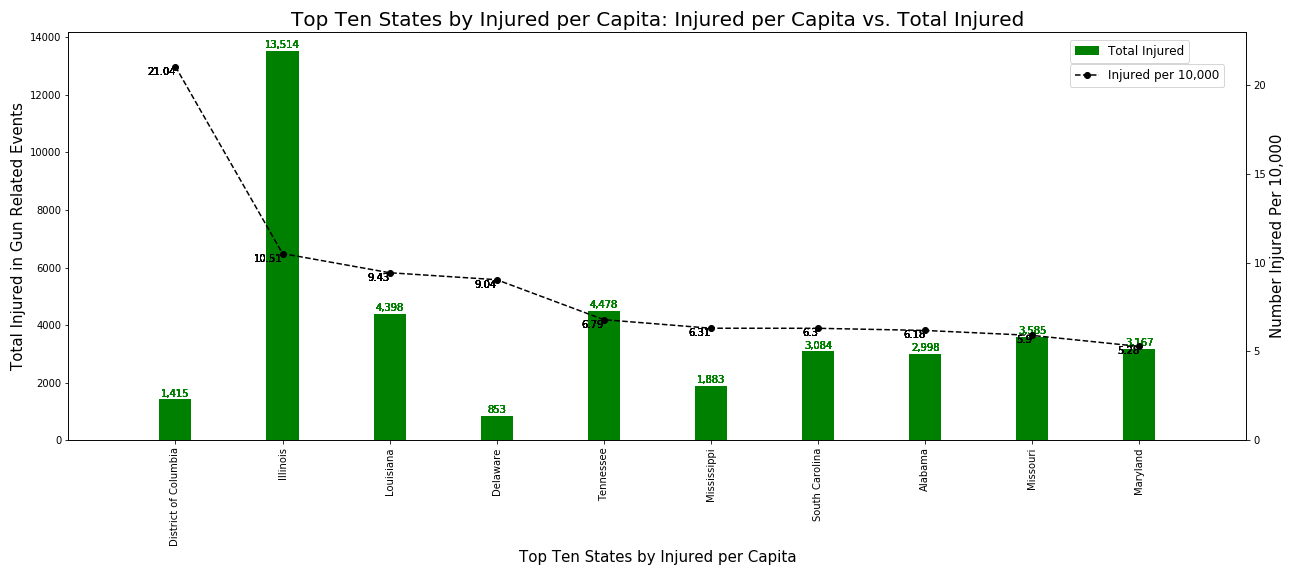 Top Ten States by Injured per Capita: Injured per Capita vs. Total Injured
Total Injured
Injured per 10,000
Total Injured in Gun Related Events
14000
12000
10000
8000
6000
4000
2000
0
Number Injured Per 10,000
20
15
10
5
0
1,415
13,514
4,398
853
4,478
1,883
3,084
2,998
3,585
3,167
21.04
10.51
9.43
9.04
6.79
6.31
6.3
6.18
5.9
5.28
District of Columbia
Illinois
Louisiana
Delaware
Tennessee
Mississippi
South Carolina
Alabama
Missouri
Maryland
Top Ten States by Injured per Capita